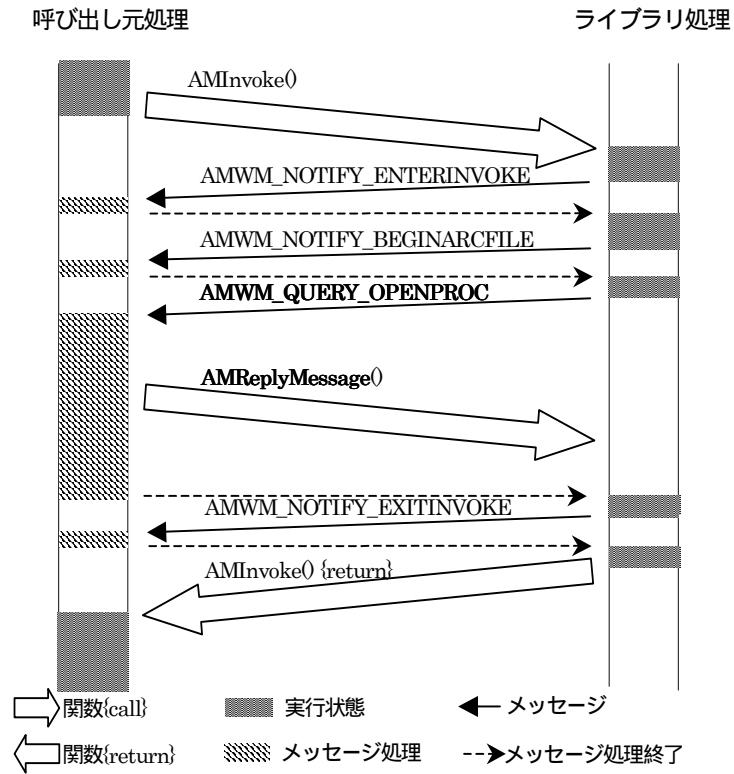 呼び出し元処理
ライブラリ処理
AMInvoke()
AMWM_NOTIFY_ENTERINVOKE
AMWM_NOTIFY_BEGINARCFILE
AMWM_QUERY_OPENPROC
AMReplyMessage()
AMWM_NOTIFY_EXITINVOKE
AMInvoke() {return}
関数{call}
実行状態
メッセージ
関数{return}
メッセージ処理
メッセージ処理終了